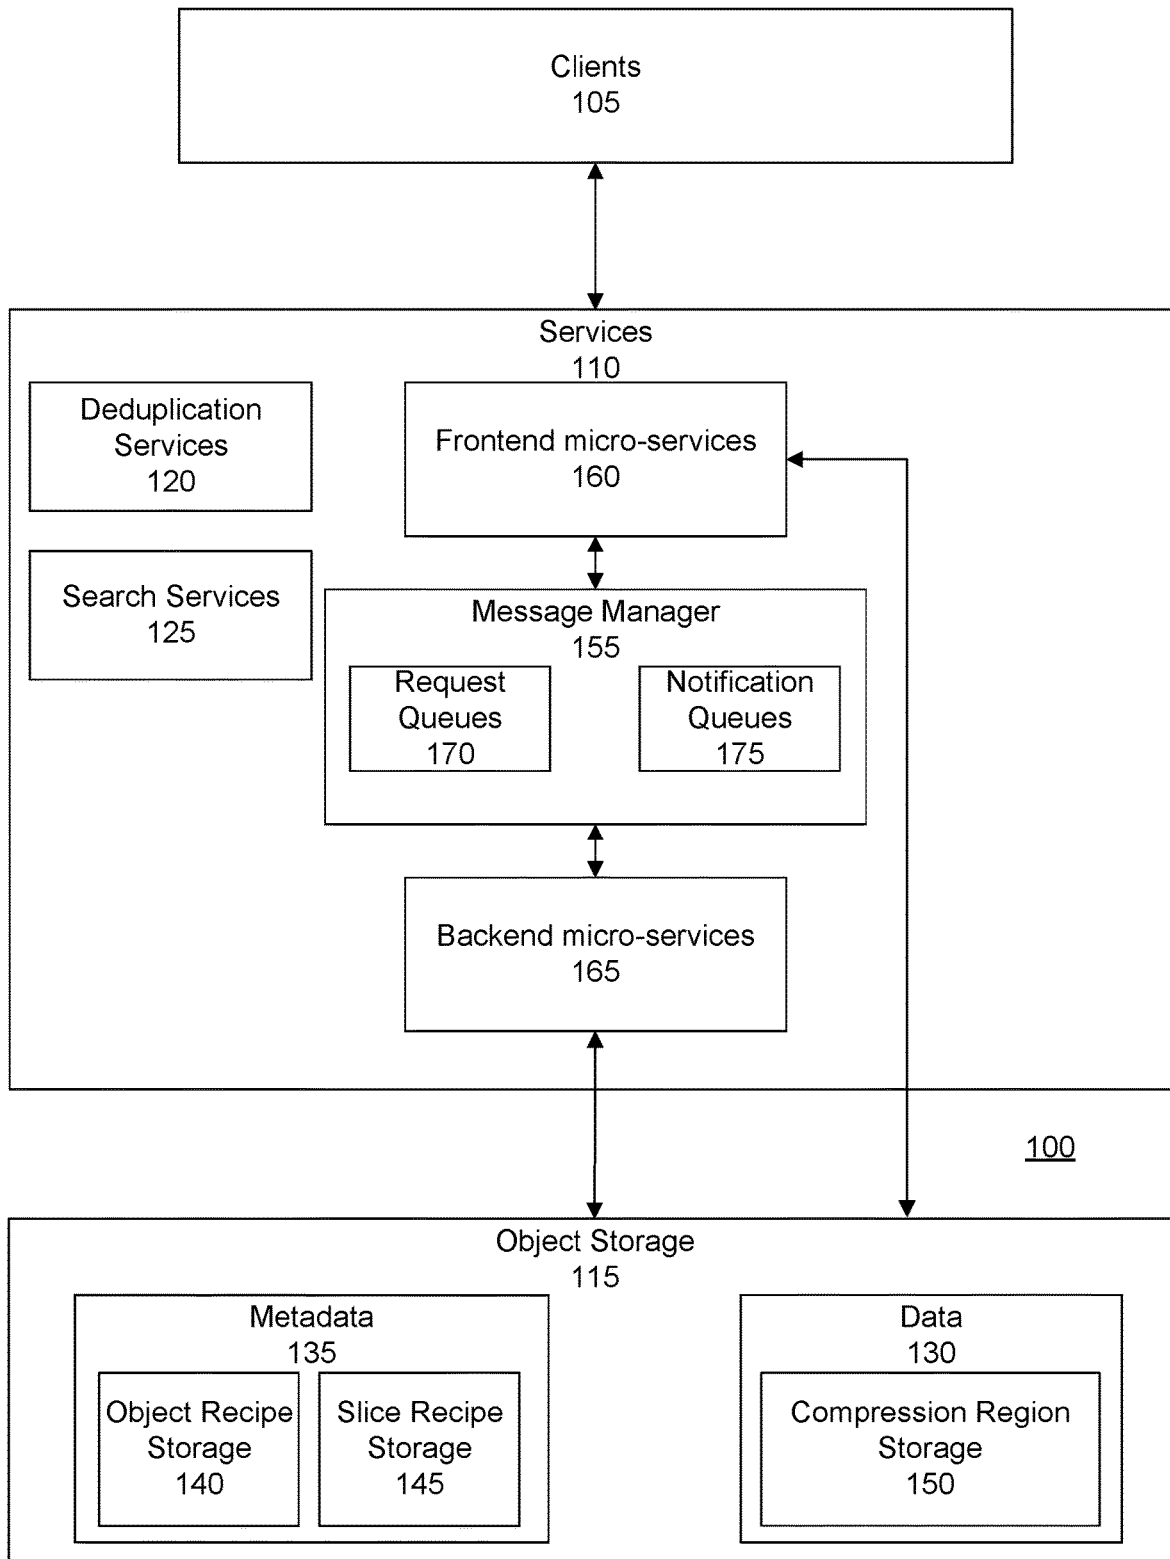 Clients
105
Services
110
Deduplication
Services
120
Frontend micro-services
160
Search Services
125
Message Manager
155
Request
Queues
170
Notification
Queues
175
Backend micro-services
165
100
Object Storage
115
Metadata
135
Object Recipe
Storage
140
Slice Recipe
Storage
145
Data
130
Compression Region
Storage
150